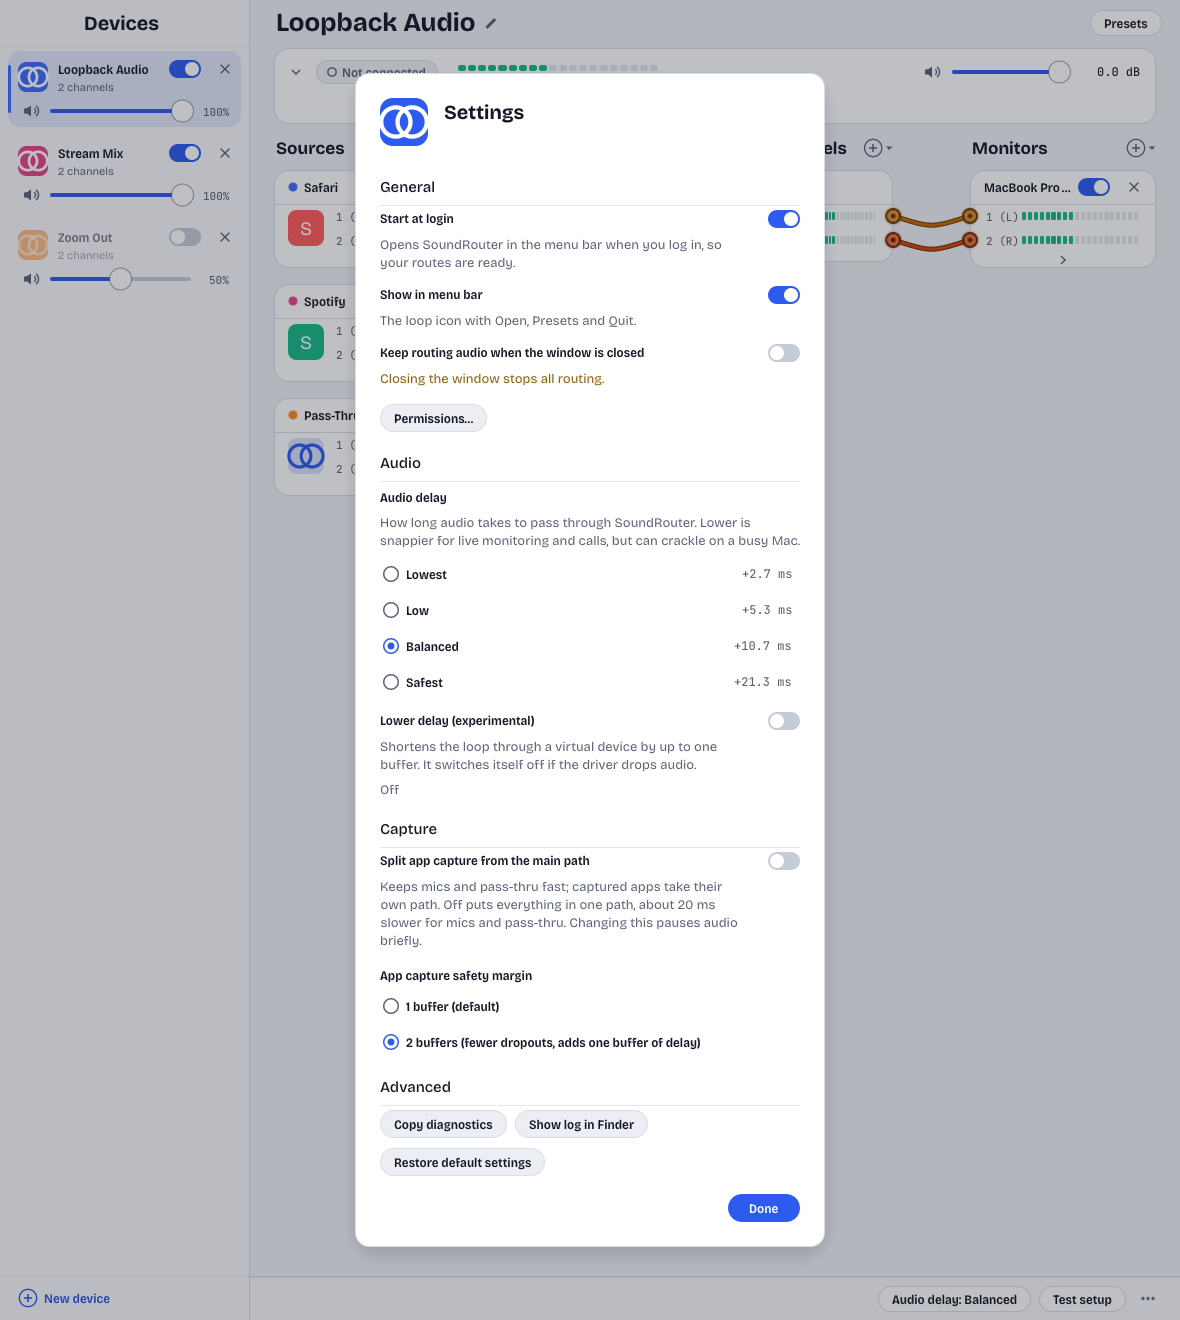 Devices
Loopback Audio
2 channels
100%
Stream Mix
2 channels
100%
Zoom Out
2 channels
50%
New device
Loopback Audio
Presets
Not connected
0.0 dB
Sources
els
Monitors
Safari
S
1 (
2 (
Spotify
S
1 (
2 (
Pass-Thru
1 (
2 (
MacBook Pro...
1 (L)
2 (R)
Settings
General
Start at login
Opens SoundRouter in the menu bar when you log in, so
your routes are ready.
Show in menu bar
The loop icon with Open, Presets and Quit.
Keep routing audio when the window is closed
Closing the window stops all routing.
Permissions...
Audio
Audio delay
How long audio takes to pass through SoundRouter. Lower is
snappier for live monitoring and calls, but can crackle on a busy Mac.
Lowest +2.7 ms
Low +5.3 ms
Balanced +10.7 ms
Safest +21.3 ms
Lower delay (experimental)
Shortens the loop through a virtual device by up to one
buffer. It switches itself off if the driver drops audio.
Off
Capture
Split app capture from the main path
Keeps mics and pass-thru fast; captured apps take their
own path. Off puts everything in one path, about 20 ms
slower for mics and pass-thru. Changing this pauses audio
briefly.
App capture safety margin
1 buffer (default)
2 buffers (fewer dropouts, adds one buffer of delay)
Advanced
Copy diagnostics
Show log in Finder
Restore default settings
Done
Audio delay: Balanced
Test setup